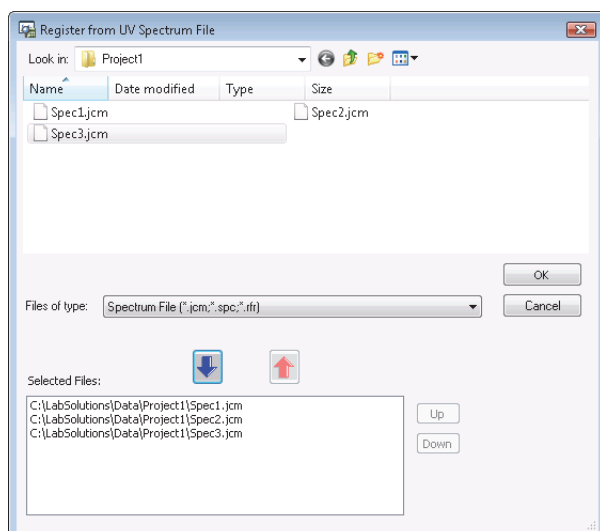 Register from UV Spectrum File
Look in: Project1
Name Date modified Type Size
Spec1.jcm Spec2.jcm
Spec3.jcm
OK
Files of type: Spectrum File (*.jcm;*.spc;*.rfr) Cancel
Selected Files:
C:\LabSolutions\Data\Project1\Spec1.jcm
C:\LabSolutions\Data\Project1\Spec2.jcm
C:\LabSolutions\Data\Project1\Spec3.jcm
Up
Down